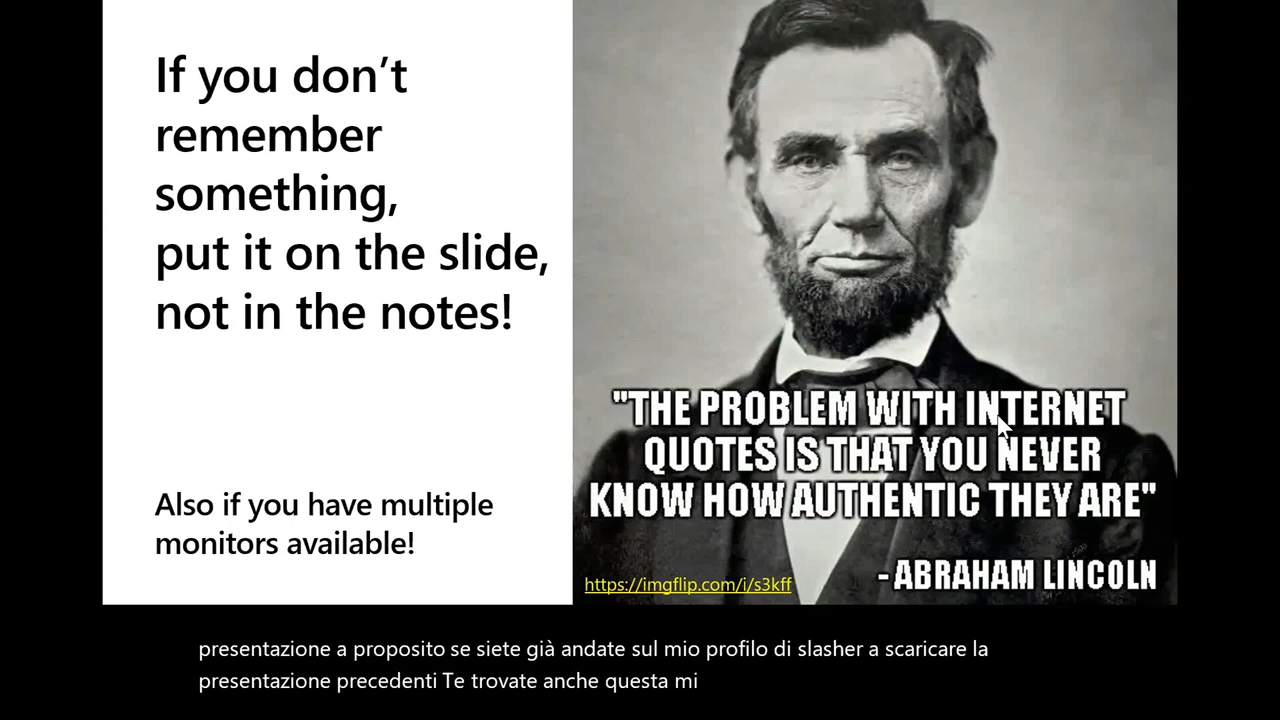 If you don’t
remember
something,
put it on the slide,
not in the notes!
Also if you have multiple
monitors available!
"THE PROBLEM WITH INTERNET
QUOTES IS THAT YOU NEVER
KNOW HOW AUTHENTIC THEY ARE"
- ABRAHAM LINCOLN
https://imgflip.com/i/s3kff
presentazione a proposito se siete già andate sul mio profilo di slasher a scaricare la
presentazione precedenti Te trovate anche questa mi